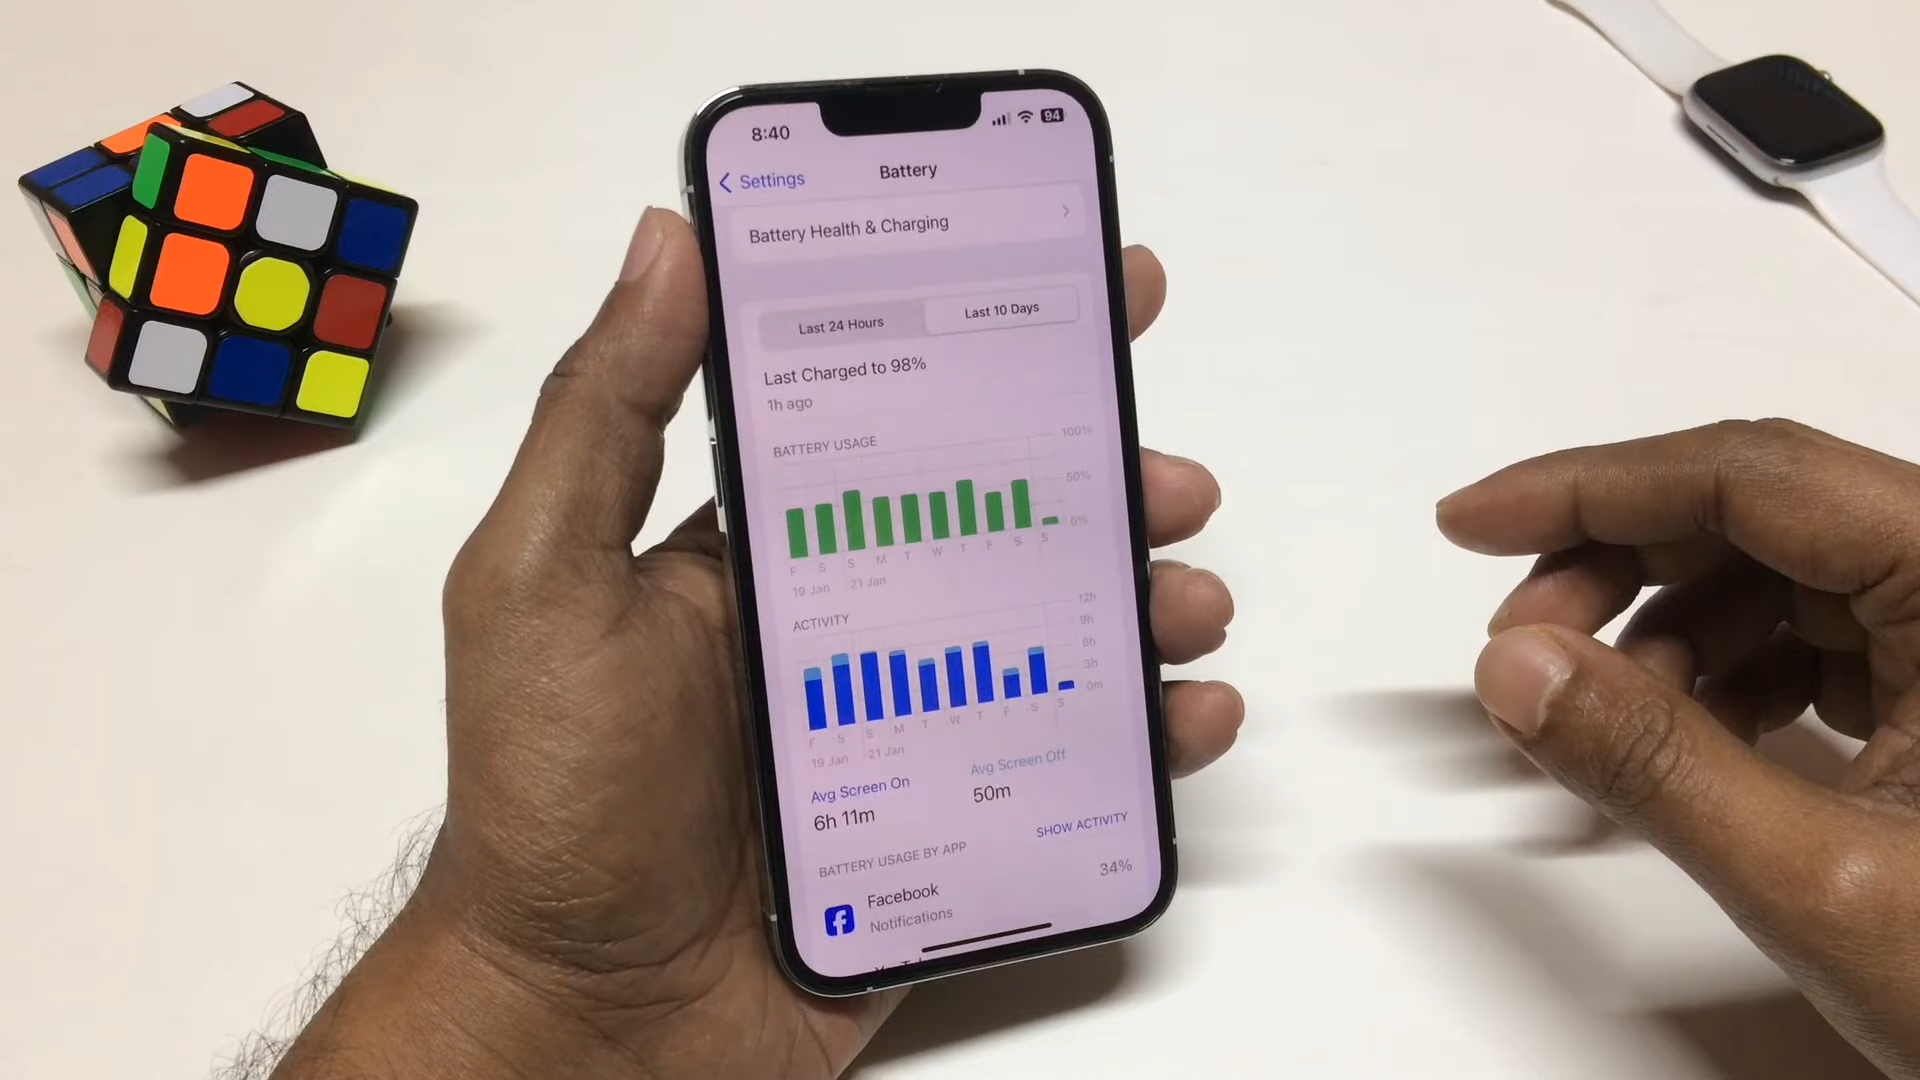 8:40
94
Settings
Battery
Battery Health & Charging
Last 24 Hours
Last 10 Days
Last Charged to 98%
1h ago
BATTERY USAGE
100%
50%
0%
F S S M T W T F S S
19 Jan 21 Jan
ACTIVITY
12h
9h
6h
3h
0m
F S S M T W T F S S
19 Jan 21 Jan
Avg Screen On
Avg Screen Off
6h 11m
50m
BATTERY USAGE BY APP
SHOW ACTIVITY
Facebook
34%
Notifications